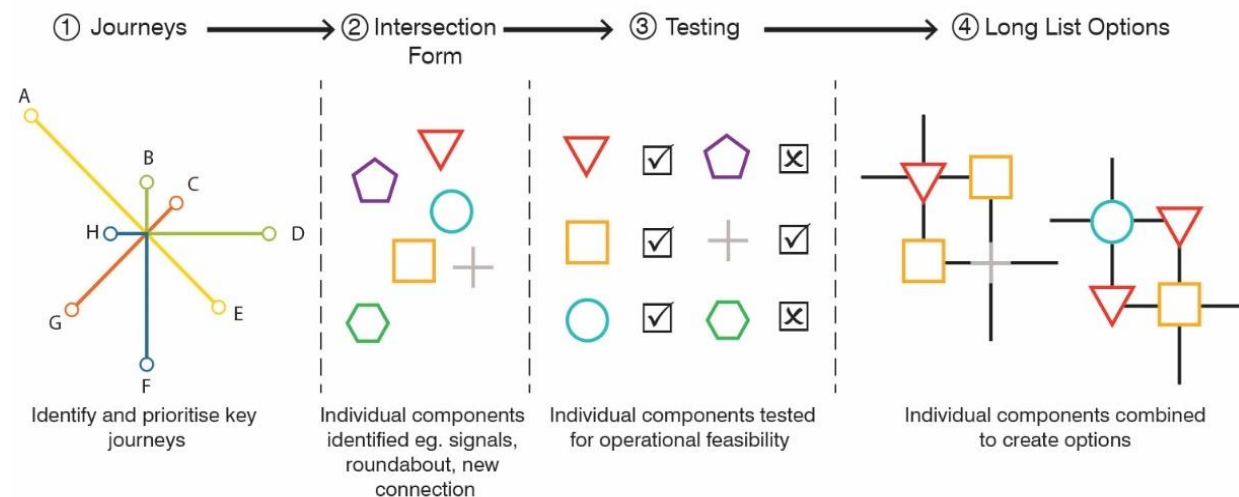 ① Journeys
② Intersection
Form
③ Testing
④ Long List Options
A
B
C
H
D
G
E
F
Identify and prioritise key
journeys
Individual components
identified eg. signals,
roundabout, new
connection
Individual components tested
for operational feasibility
Individual components combined
to create options